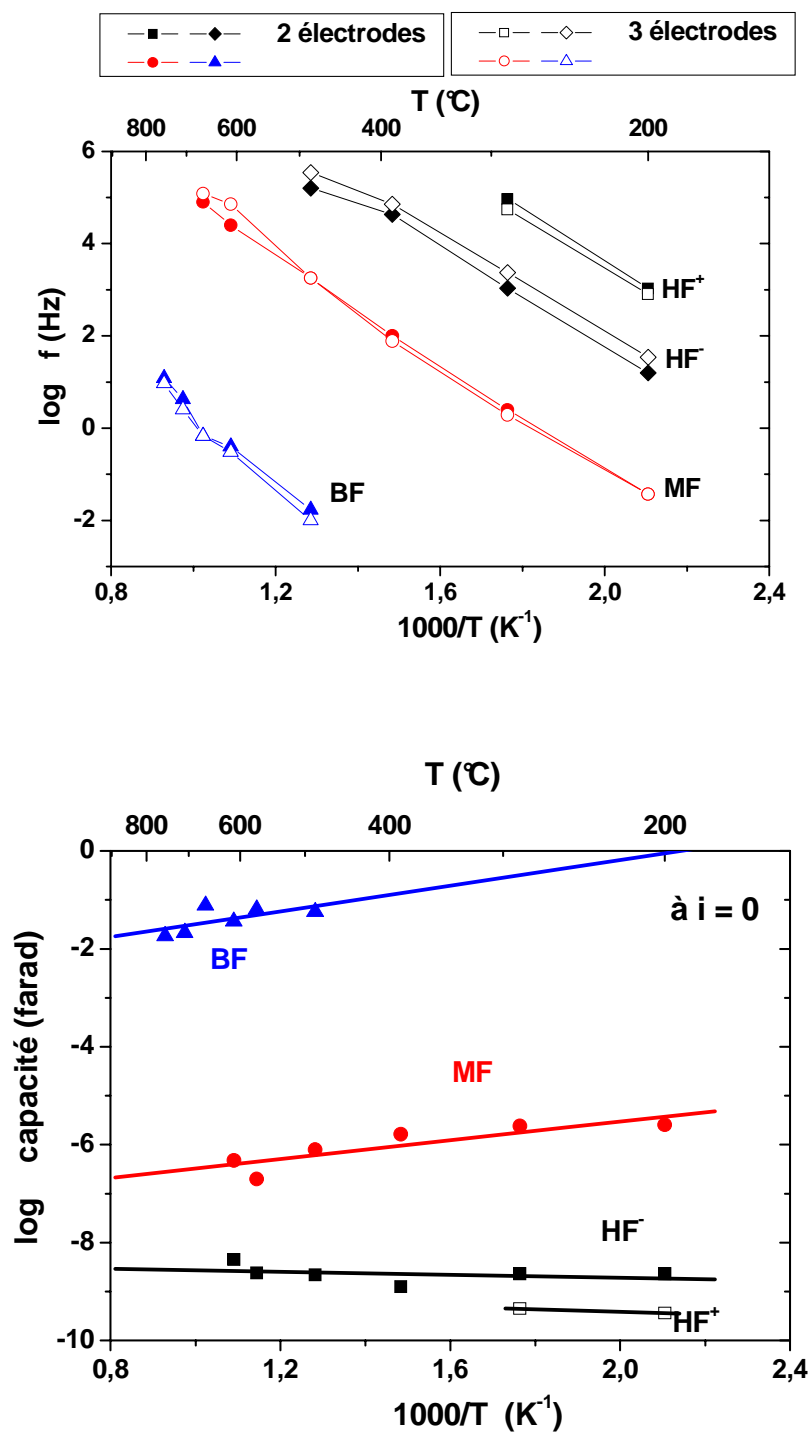 2 électrodes
3 électrodes
T (°C)
800 600 400 200
6
4
2
0
-2
log f (Hz)
HF+
HF-
MF
BF
0,8 1,2 1,6 2,0 2,4
1000/T (K-1)
T (°C)
800 600 400 200
0
-2
-4
-6
-8
-10
log capacité (farad)
à i = 0
BF
MF
HF-
HF+
0,8 1,2 1,6 2,0 2,4
1000/T (K-1)